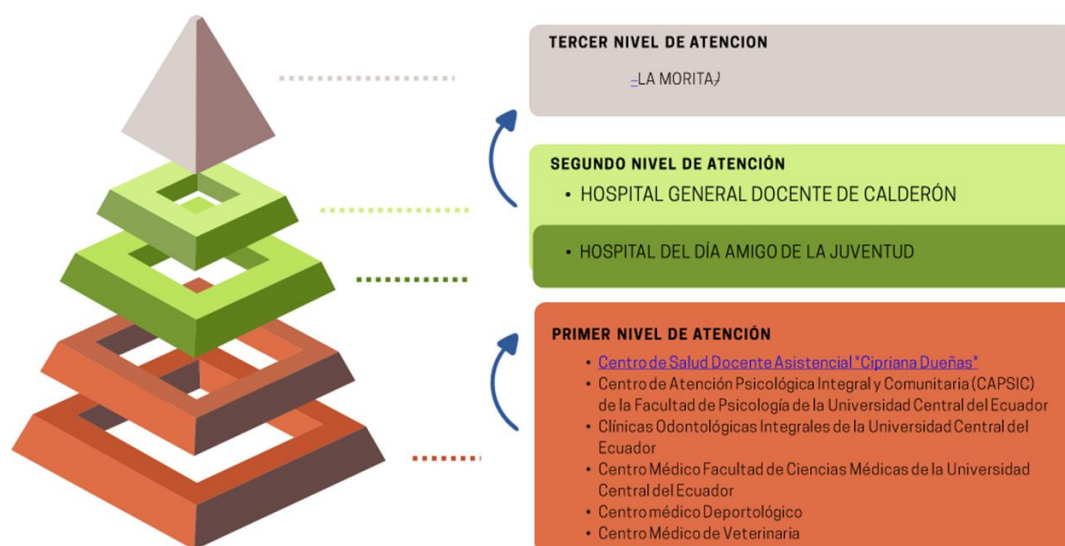 TERCER NIVEL DE ATENCION
–LA MORITA)
SEGUNDO NIVEL DE ATENCIÓN
• HOSPITAL GENERAL DOCENTE DE CALDERÓN
• HOSPITAL DEL DÍA AMIGO DE LA JUVENTUD
PRIMER NIVEL DE ATENCIÓN
• Centro de Salud Docente Asistencial "Cipriana Dueñas"
• Centro de Atención Psicológica Integral y Comunitaria (CAPSIC)
de la Facultad de Psicología de la Universidad Central del Ecuador
• Clínicas Odontológicas Integrales de la Universidad Central del
Ecuador
• Centro Médico Facultad de Ciencias Médicas de la Universidad
Central del Ecuador
• Centro médico Deportológico
• Centro Médico de Veterinaria